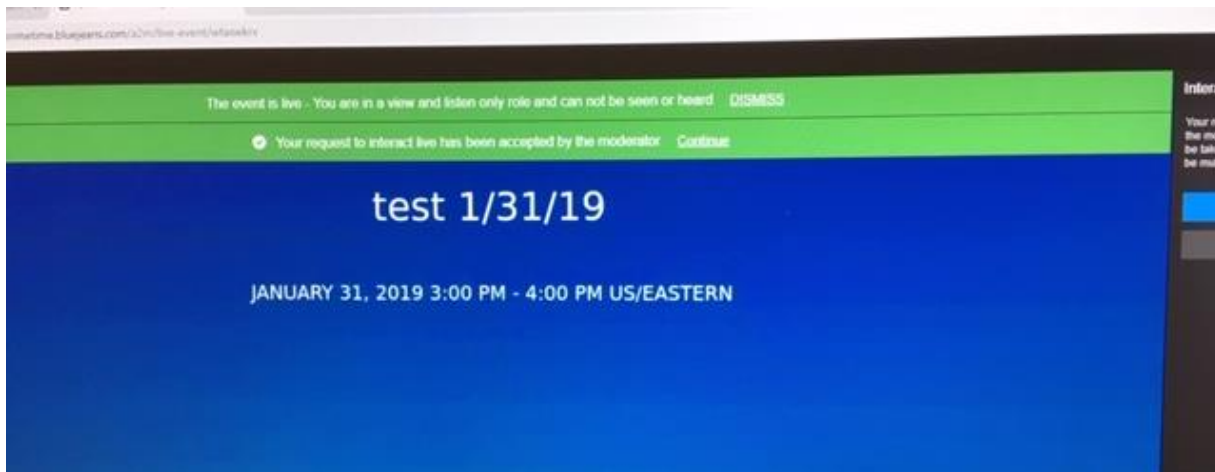 The event is live - You are in a view and listen only role and can not be seen or heard DISMISS
Your request to interact live has been accepted by the moderator Continue
test 1/31/19
JANUARY 31, 2019 3:00 PM - 4:00 PM US/EASTERN
Your